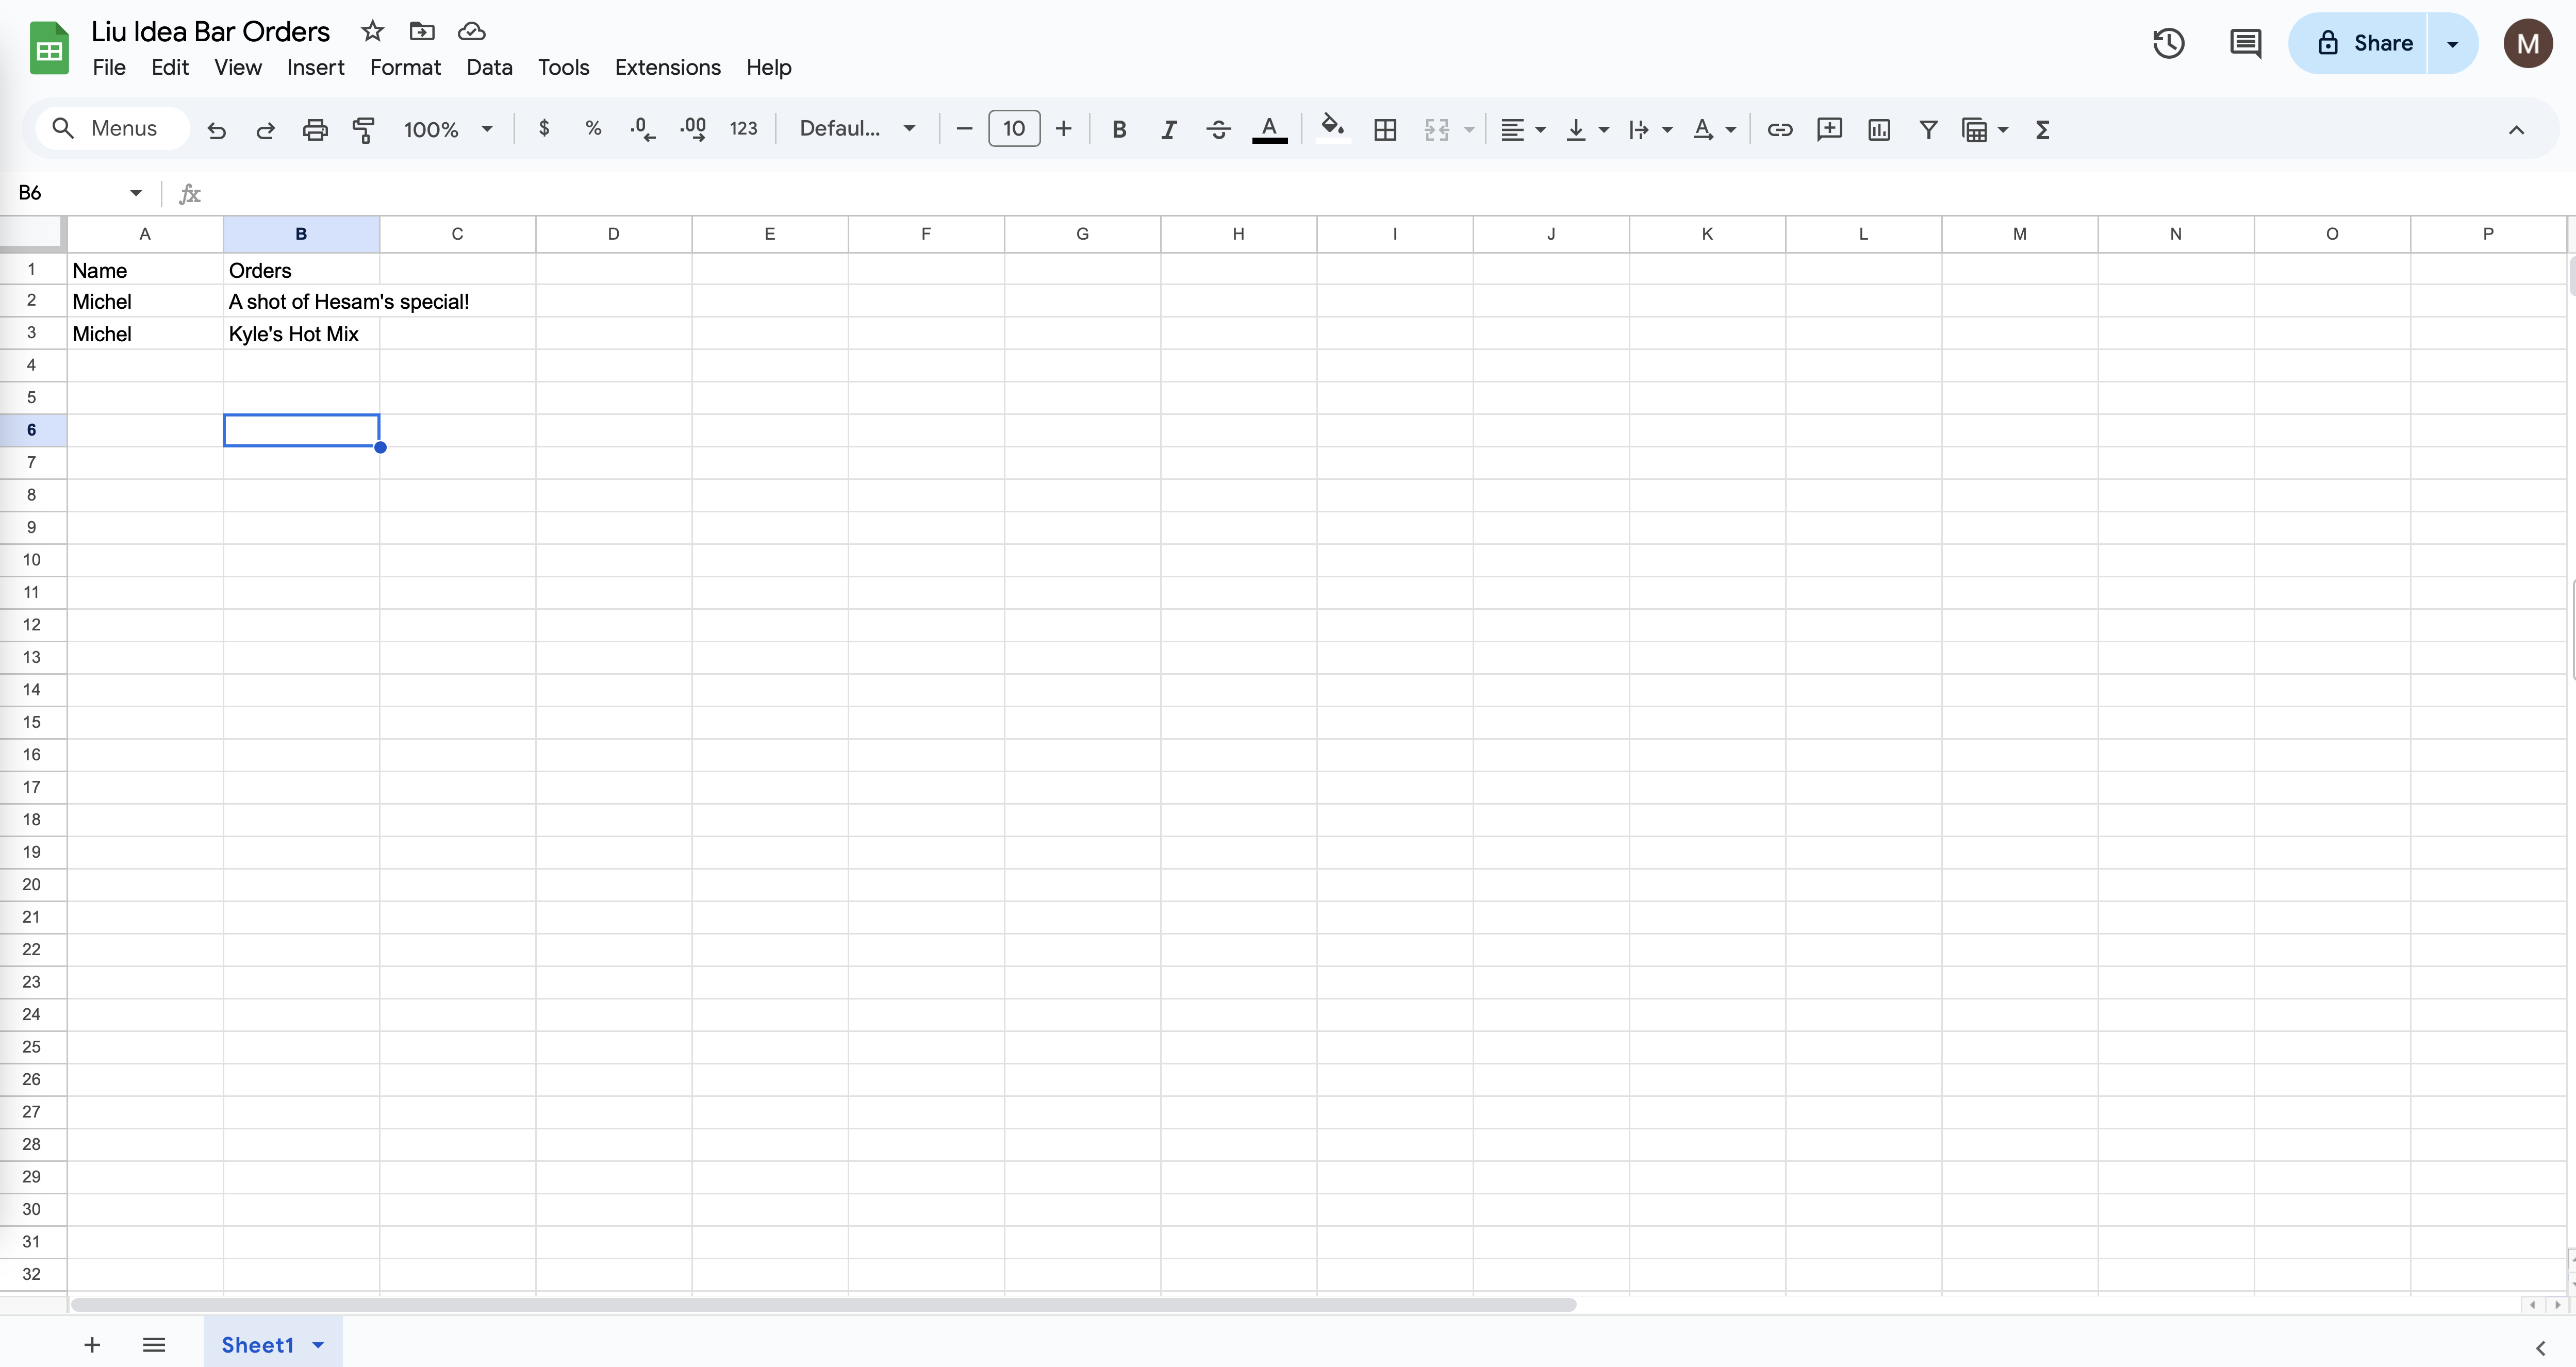 Liu Idea Bar Orders
File Edit View Insert Format Data Tools Extensions Help
Share
M
Menus 100% $ % .0 .00 123 Defaul... 10 B I S A A Σ
B6 fx
A B C D E F G H I J K L M N O P
1 Name Orders
2 Michel A shot of Hesam's special!
3 Michel Kyle's Hot Mix
4
5
6
7
8
9
10
11
12
13
14
15
16
17
18
19
20
21
22
23
24
25
26
27
28
29
30
31
32
Sheet1